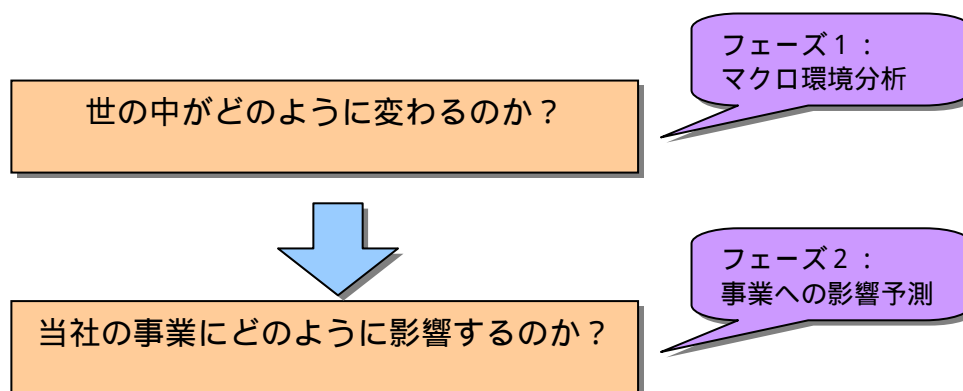 フェーズ1：
マクロ環境分析
世の中がどのように変わるのか？
フェーズ2：
事業への影響予測
当社の事業にどのように影響するのか？